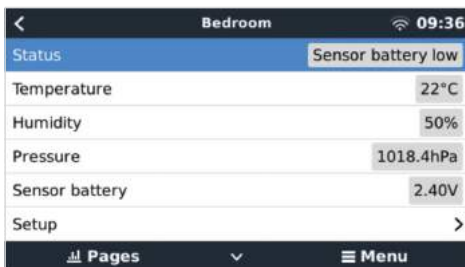 Bedroom 09:36
Status Sensor battery low
Temperature 22°C
Humidity 50%
Pressure 1018.4hPa
Sensor battery 2.40V
Setup
Pages Menu